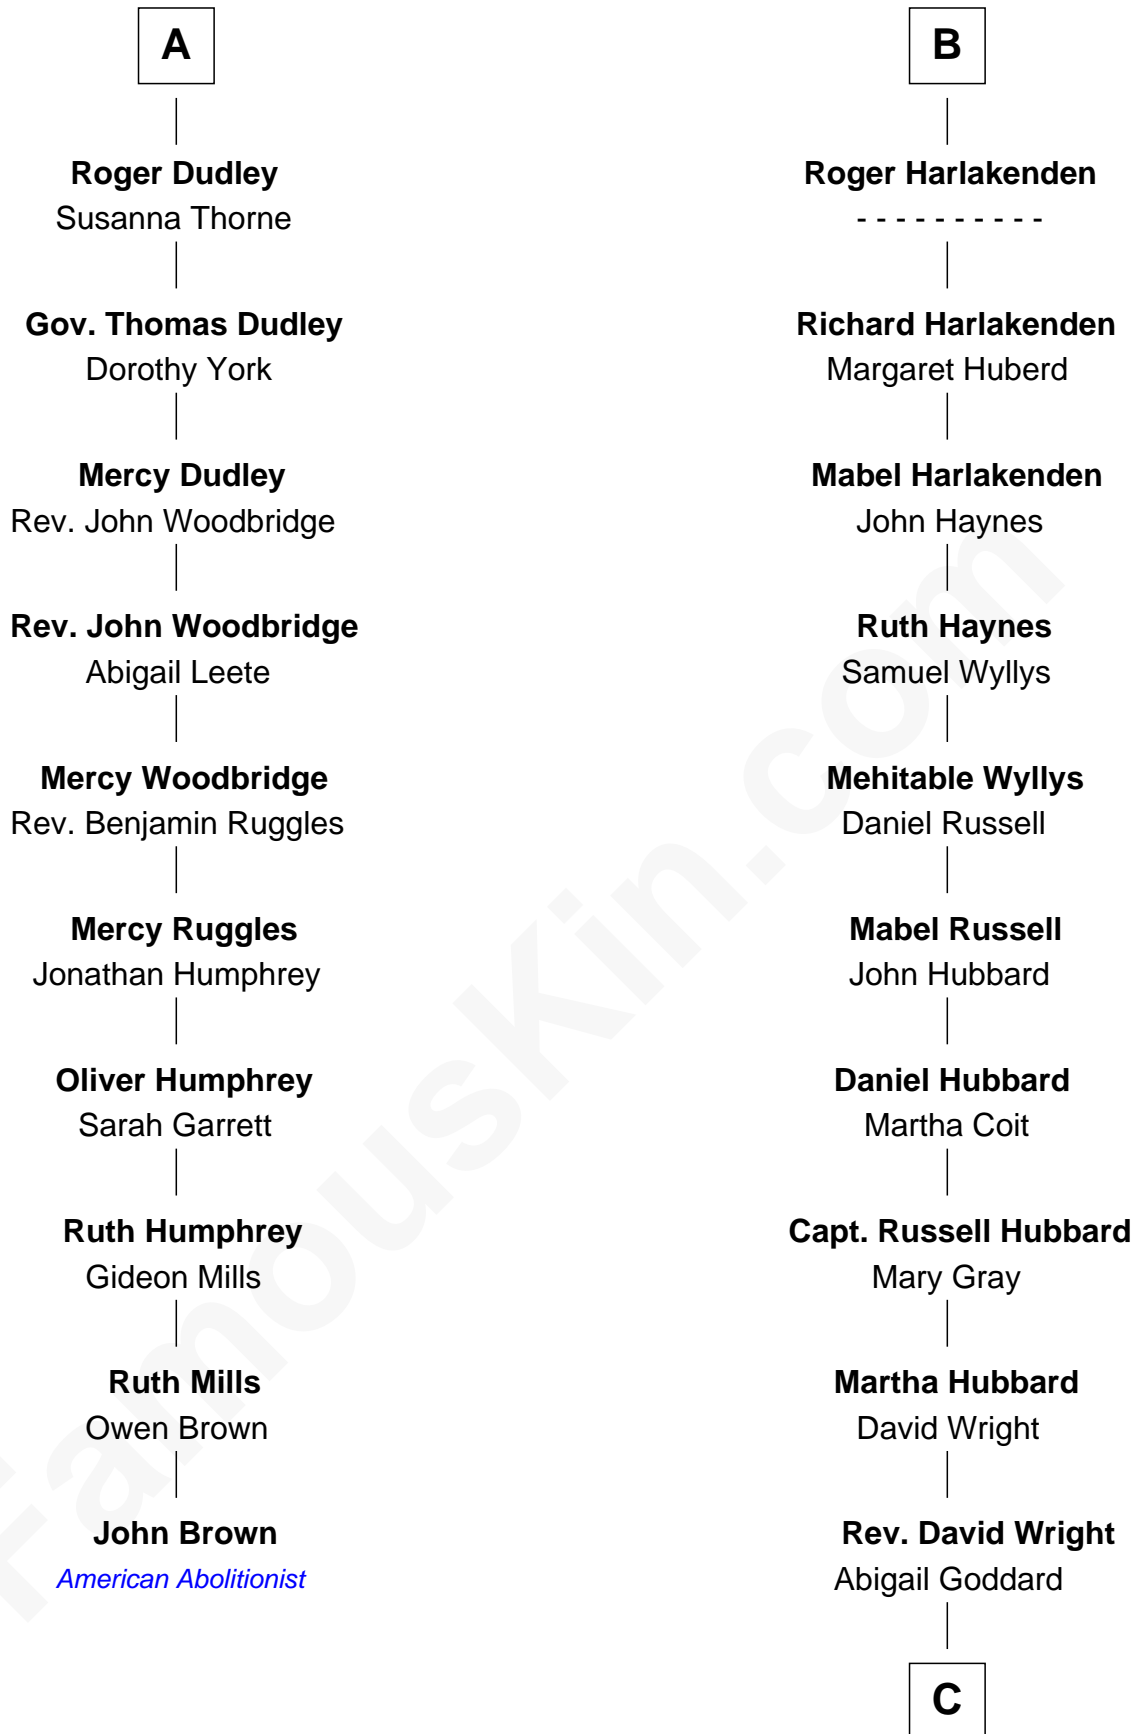 A
Roger Dudley
Susanna Thorne
Gov. Thomas Dudley
Dorothy York
Mercy Dudley
Rev. John Woodbridge
Rev. John Woodbridge
Abigail Leete
Mercy Woodbridge
Rev. Benjamin Ruggles
Mercy Ruggles
Jonathan Humphrey
Oliver Humphrey
Sarah Garrett
Ruth Humphrey
Gideon Mills
Ruth Mills
Owen Brown
John Brown
American Abolitionist
B
Roger Harlakenden
- - - - - - - - - -
Richard Harlakenden
Margaret Huberd
Mabel Harlakenden
John Haynes
Ruth Haynes
Samuel Wyllys
Mehitable Wyllys
Daniel Russell
Mabel Russell
John Hubbard
Daniel Hubbard
Martha Coit
Capt. Russell Hubbard
Mary Gray
Martha Hubbard
David Wright
Rev. David Wright
Abigail Goddard
C
FamousKin.com